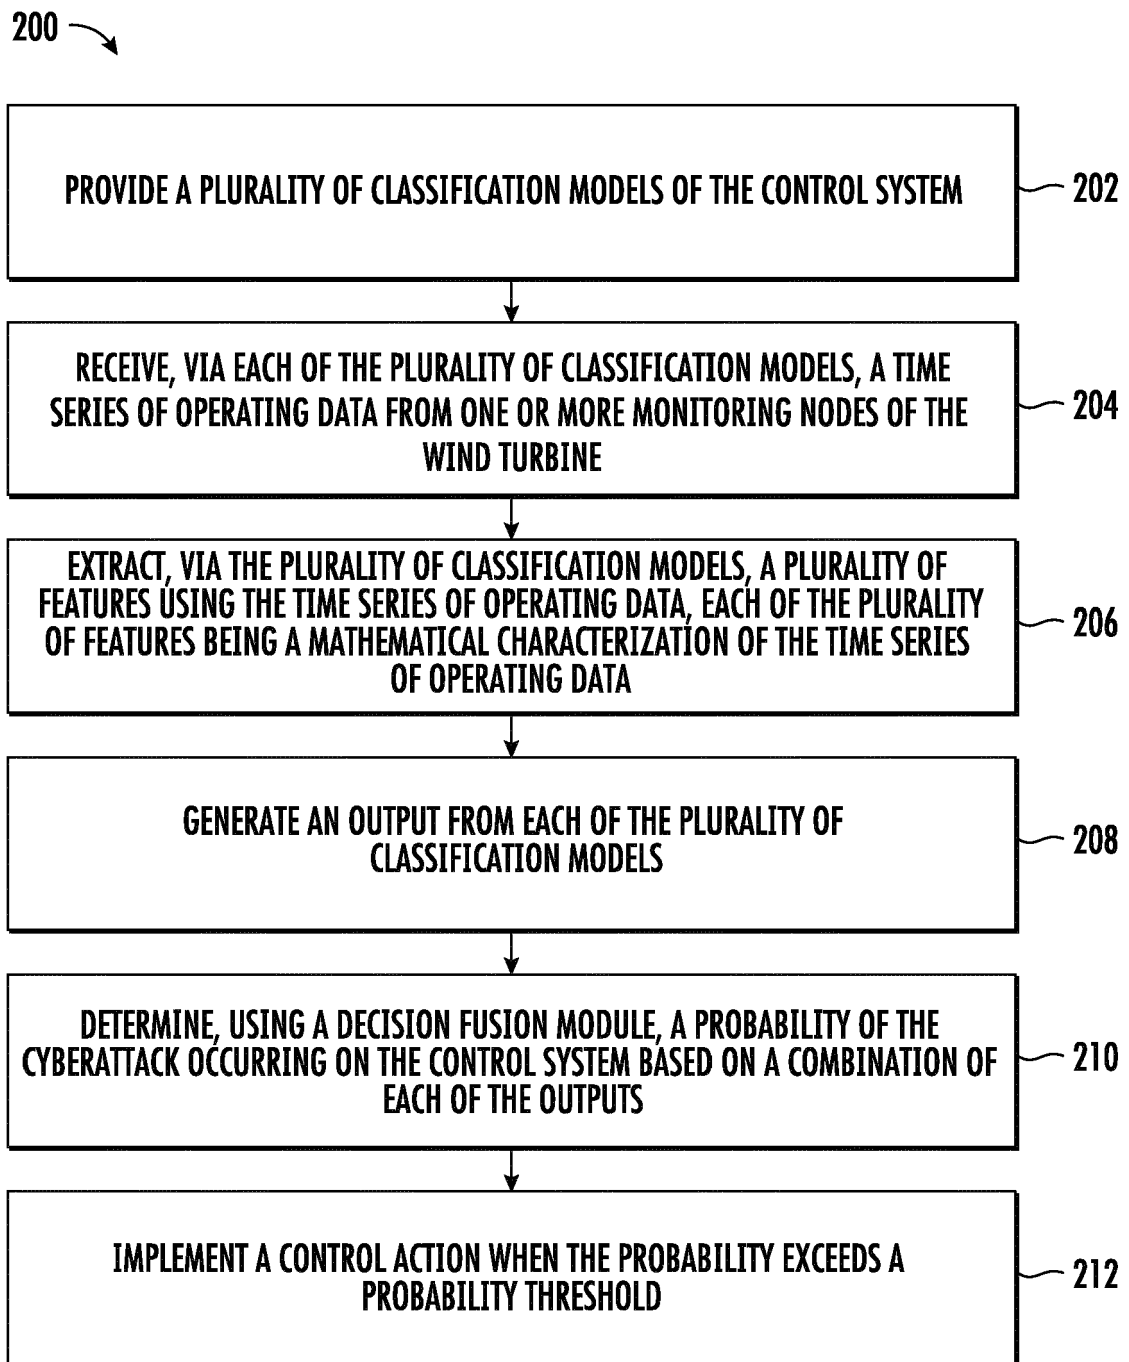 200
PROVIDE A PLURALITY OF CLASSIFICATION MODELS OF THE CONTROL SYSTEM
202
RECEIVE, VIA EACH OF THE PLURALITY OF CLASSIFICATION MODELS, A TIME
SERIES OF OPERATING DATA FROM ONE OR MORE MONITORING NODES OF THE
WIND TURBINE
204
EXTRACT, VIA THE PLURALITY OF CLASSIFICATION MODELS, A PLURALITY OF
FEATURES USING THE TIME SERIES OF OPERATING DATA, EACH OF THE PLURALITY
OF FEATURES BEING A MATHEMATICAL CHARACTERIZATION OF THE TIME SERIES
OF OPERATING DATA
206
GENERATE AN OUTPUT FROM EACH OF THE PLURALITY OF
CLASSIFICATION MODELS
208
DETERMINE, USING A DECISION FUSION MODULE, A PROBABILITY OF THE
CYBERATTACK OCCURRING ON THE CONTROL SYSTEM BASED ON A COMBINATION OF
EACH OF THE OUTPUTS
210
IMPLEMENT A CONTROL ACTION WHEN THE PROBABILITY EXCEEDS A
PROBABILITY THRESHOLD
212